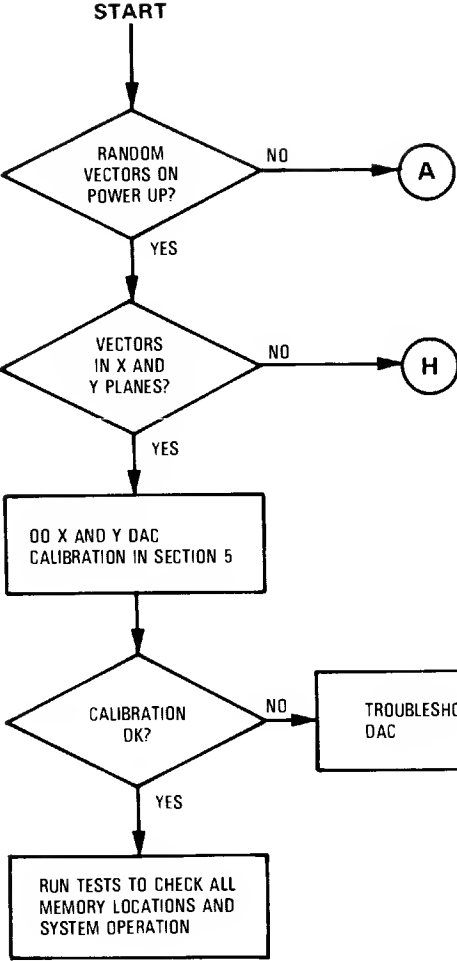 START
RANDOM
VECTORS ON
POWER UP?
NO
A
YES
VECTORS
IN X AND
Y PLANES?
NO
H
YES
DO X AND Y DAC
CALIBRATION IN SECTION 5
CALIBRATION
OK?
NO
DAC
YES
RUN TESTS TO CHECK ALL
MEMORY LOCATIONS AND
SYSTEM OPERATION